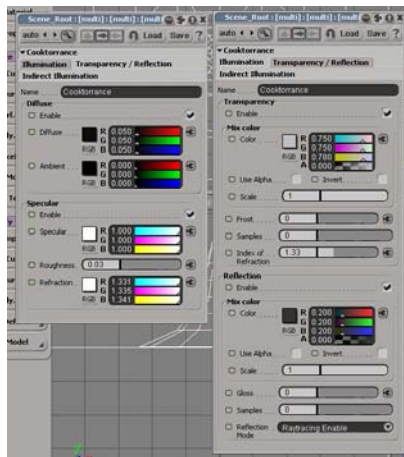 Scene_Root : [multi] : [mult
auto
Load Save ?
Cooktorrance
Illumination Transparency / Reflection
Indirect Illumination
Name Cooktorrance
Diffuse
Enable
Diffuse R 0.050
G 0.050
RGB B 0.050
Ambient R 0.000
G 0.000
RGB B 0.000
Specular
Enable
Specular R 1.000
G 1.000
RGB B 1.000
Roughness 0.03
Refraction R 1.331
G 1.335
RGB B 1.341
Model
Scene_Root : [multi] : [multi]
auto
Load Save ?
Cooktorrance
Illumination Transparency / Reflection
Indirect Illumination
Name Cooktorrance
Transparency
Enable
Mix color
Color R 0.750
G 0.750
RGB B 0.780
A 0.000
Use Alpha Invert
Scale 1
Frost 0
Samples 0
Index of Refraction 1.33
Reflection
Enable
Mix color
Color R 0.200
G 0.200
RGB B 0.200
A 0.000
Use Alpha Invert
Scale 1
Gloss 0
Samples 0
Reflection Mode Raytracing Enable